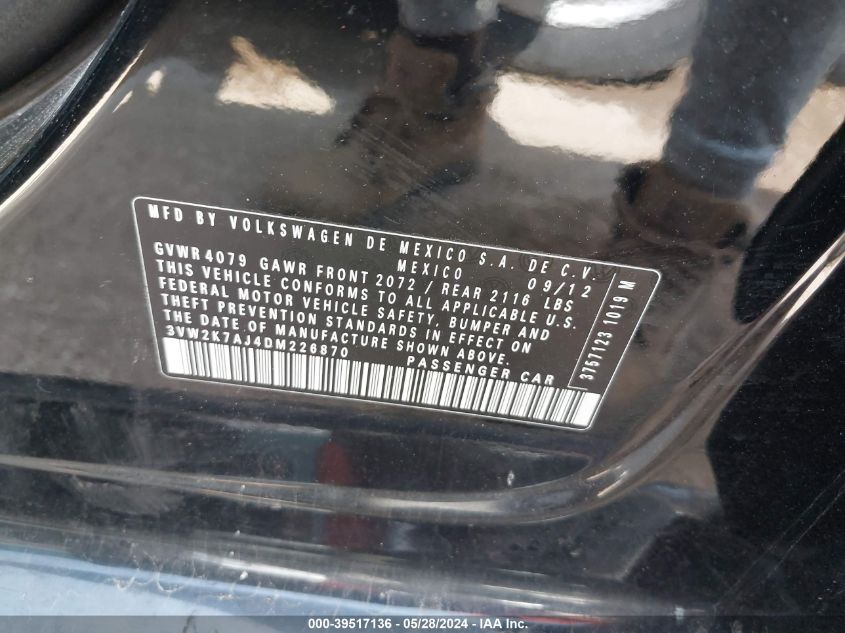 MFD BY VOLKSWAGEN DE MEXICO S.A. DE C.V.
MEXICO 09/12
GVWR 4079 GAWR FRONT 2072 / REAR 2116 LBS
THIS VEHICLE CONFORMS TO ALL APPLICABLE U.S.
FEDERAL MOTOR VEHICLE SAFETY, BUMPER AND
THEFT PREVENTION STANDARDS IN EFFECT ON
THE DATE OF MANUFACTURE SHOWN ABOVE.
3VW2K7AJ4DM226870 PASSENGER CAR
3757123 1019 M
000-39517136 - 05/28/2024 - IAA Inc.